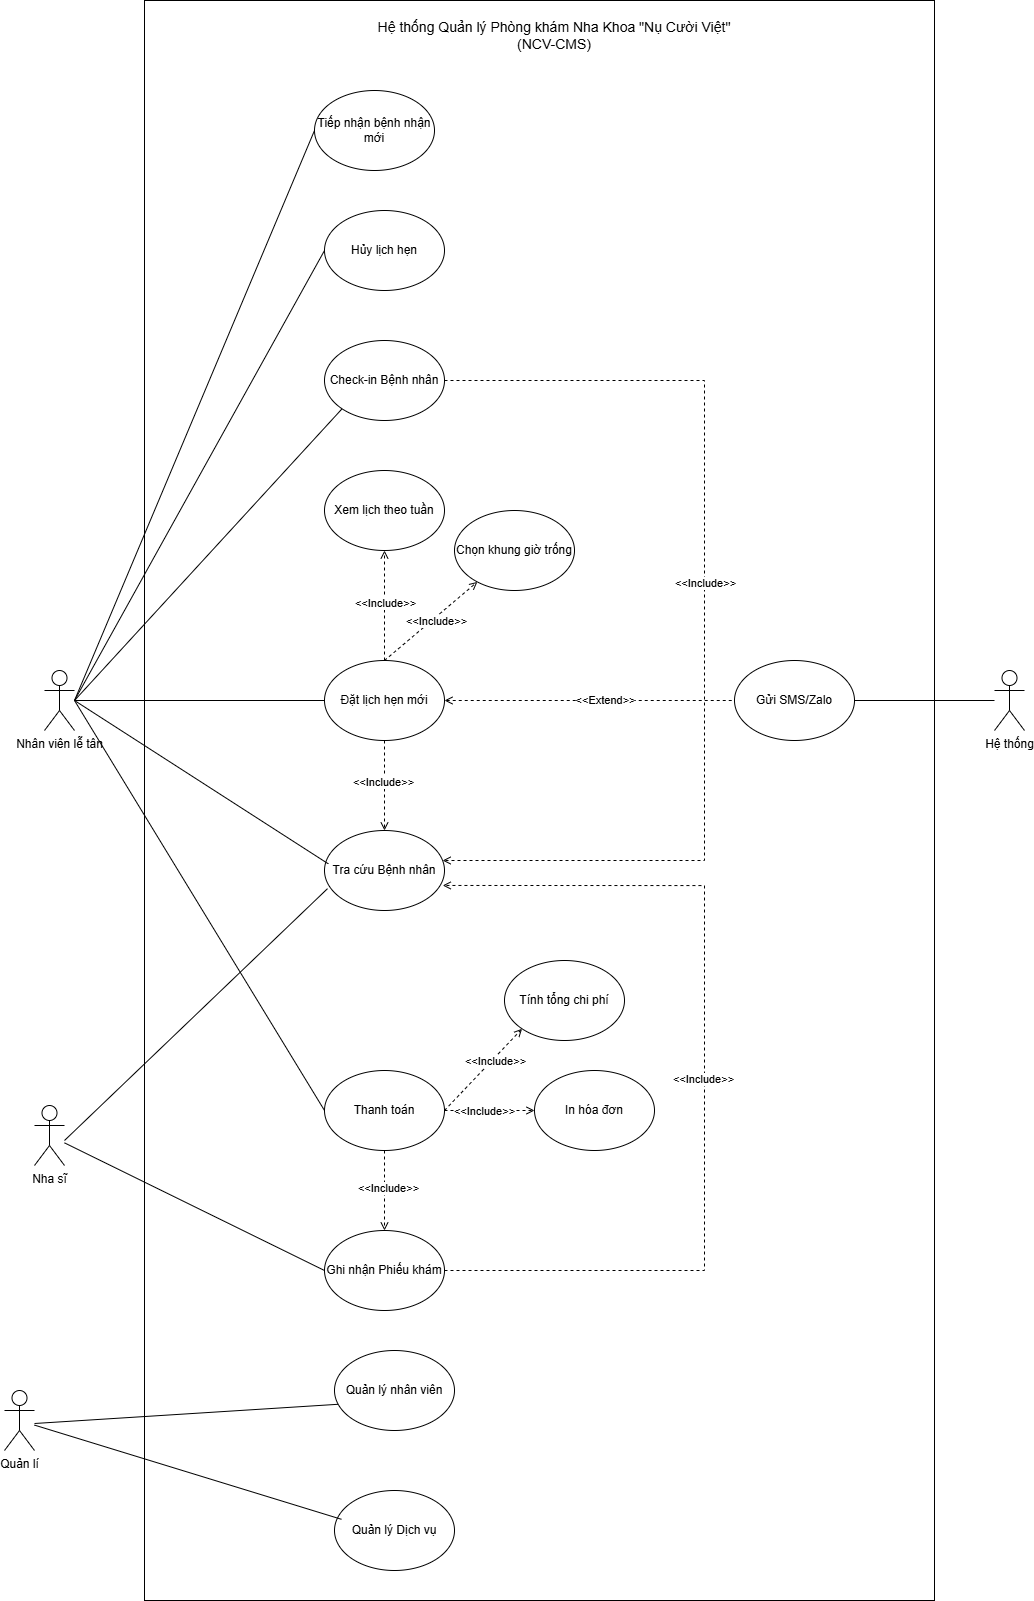 Hệ thống Quản lý Phòng khám Nha Khoa "Nụ Cười Việt"
(NCV-CMS)
Tiếp nhận bệnh nhận
mới
Hủy lịch hẹn
Check-in Bệnh nhân
Xem lịch theo tuần
Chọn khung giờ trống
<<Include>>
<<Include>>
<<Include>>
Đặt lịch hẹn mới
<<Extend>>
Gửi SMS/Zalo
Nhân viên lễ tân
Hệ thống
<<Include>>
Tra cứu Bệnh nhân
Tính tổng chi phí
<<Include>>
<<Include>>
Thanh toán
<<Include>>
In hóa đơn
Nha sĩ
<<Include>>
Ghi nhận Phiếu khám
Quản lý nhân viên
Quản lí
Quản lý Dịch vụ